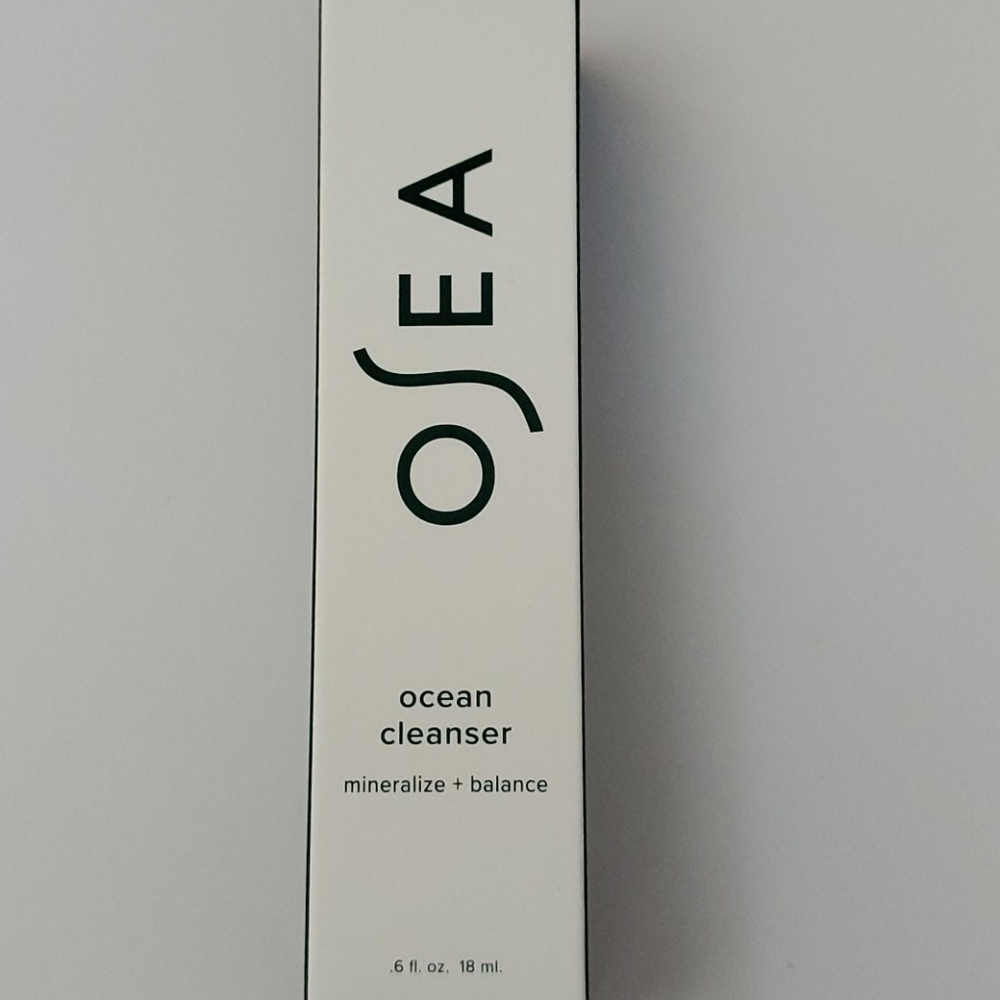 OSEA
ocean
cleanser
mineralize + balance
.6 fl. oz. 18 ml.